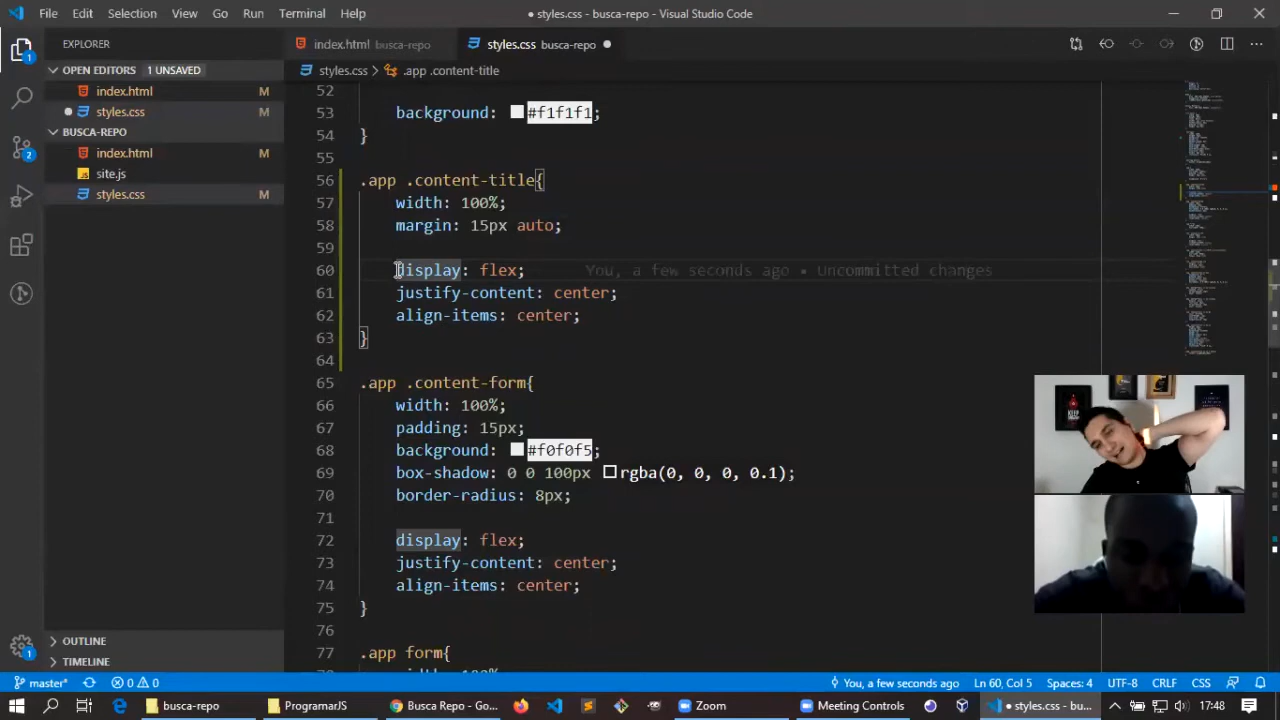 File Edit Selection View Go Run Terminal Help
● styles.css - busca-repo - Visual Studio Code
EXPLORER
index.html busca-repo
styles.css busca-repo ●
OPEN EDITORS 1 UNSAVED
index.html M
styles.css M
BUSCA-REPO
index.html M
site.js
styles.css M
styles.css > .app .content-title
52
53 background: #f1f1f1;
54 }
55
56 .app .content-title{
57 width: 100%;
58 margin: 15px auto;
59
60 display: flex; You, a few seconds ago • Uncommitted changes
61 justify-content: center;
62 align-items: center;
63 }
64
65 .app .content-form{
66 width: 100%;
67 padding: 15px;
68 background: #f0f0f5;
69 box-shadow: 0 0 100px rgba(0, 0, 0, 0.1);
70 border-radius: 8px;
71
72 display: flex;
73 justify-content: center;
74 align-items: center;
75 }
76
77 .app form{
OUTLINE
TIMELINE
master* 0 0 You, a few seconds ago Ln 60, Col 5 Spaces: 4 UTF-8 CRLF CSS
busca-repo ProgramarJS Busca Repo - Go... Zoom Meeting Controls ● styles.css - bu... 17:48